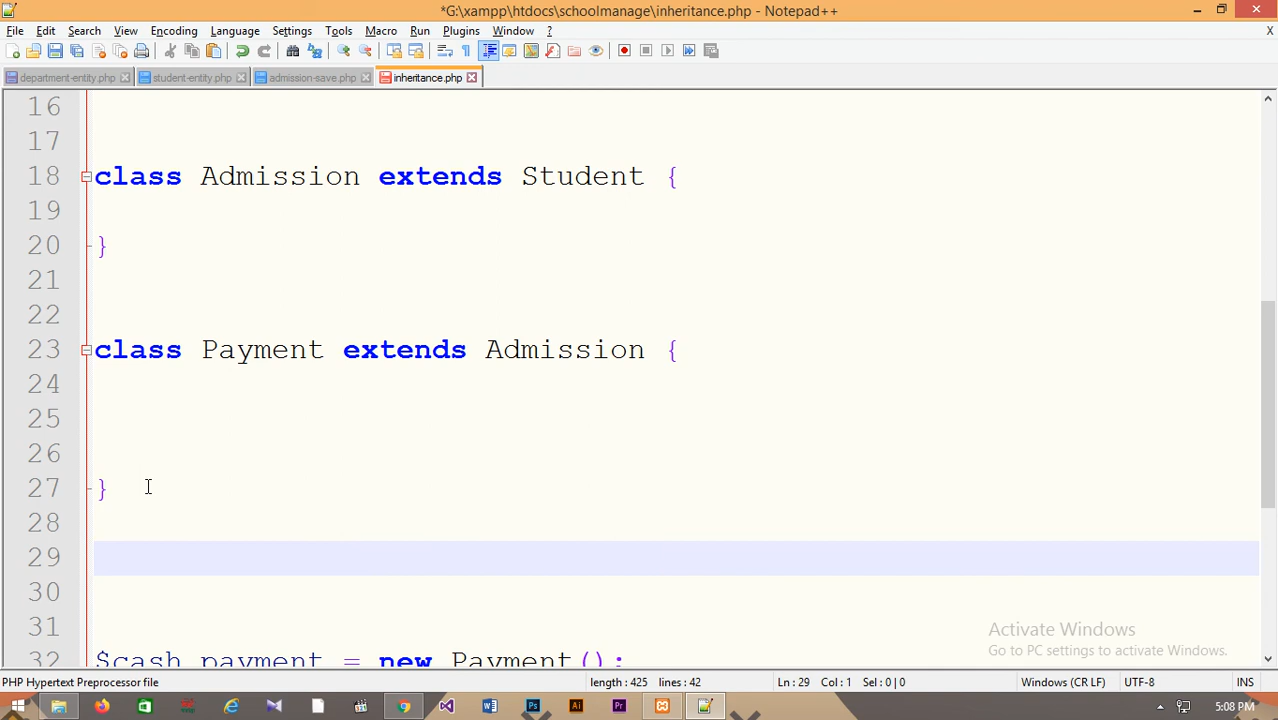 *G:\xampp\htdocs\schoolmanage\inheritance.php - Notepad++
File Edit Search View Encoding Language Settings Tools Macro Run Plugins Window ? X
department-entity.php student-entity.php admission-save.php inheritance.php
16
17
18 class Admission extends Student {
19
20 }
21
22
23 class Payment extends Admission {
24
25
26
27 }
28
29
30
31
32 $cash_payment = new Payment();
Activate Windows
Go to PC settings to activate Windows.
PHP Hypertext Preprocessor file length : 425 lines : 42 Ln : 29 Col : 1 Sel : 0 | 0 Windows (CR LF) UTF-8 INS
5:08 PM